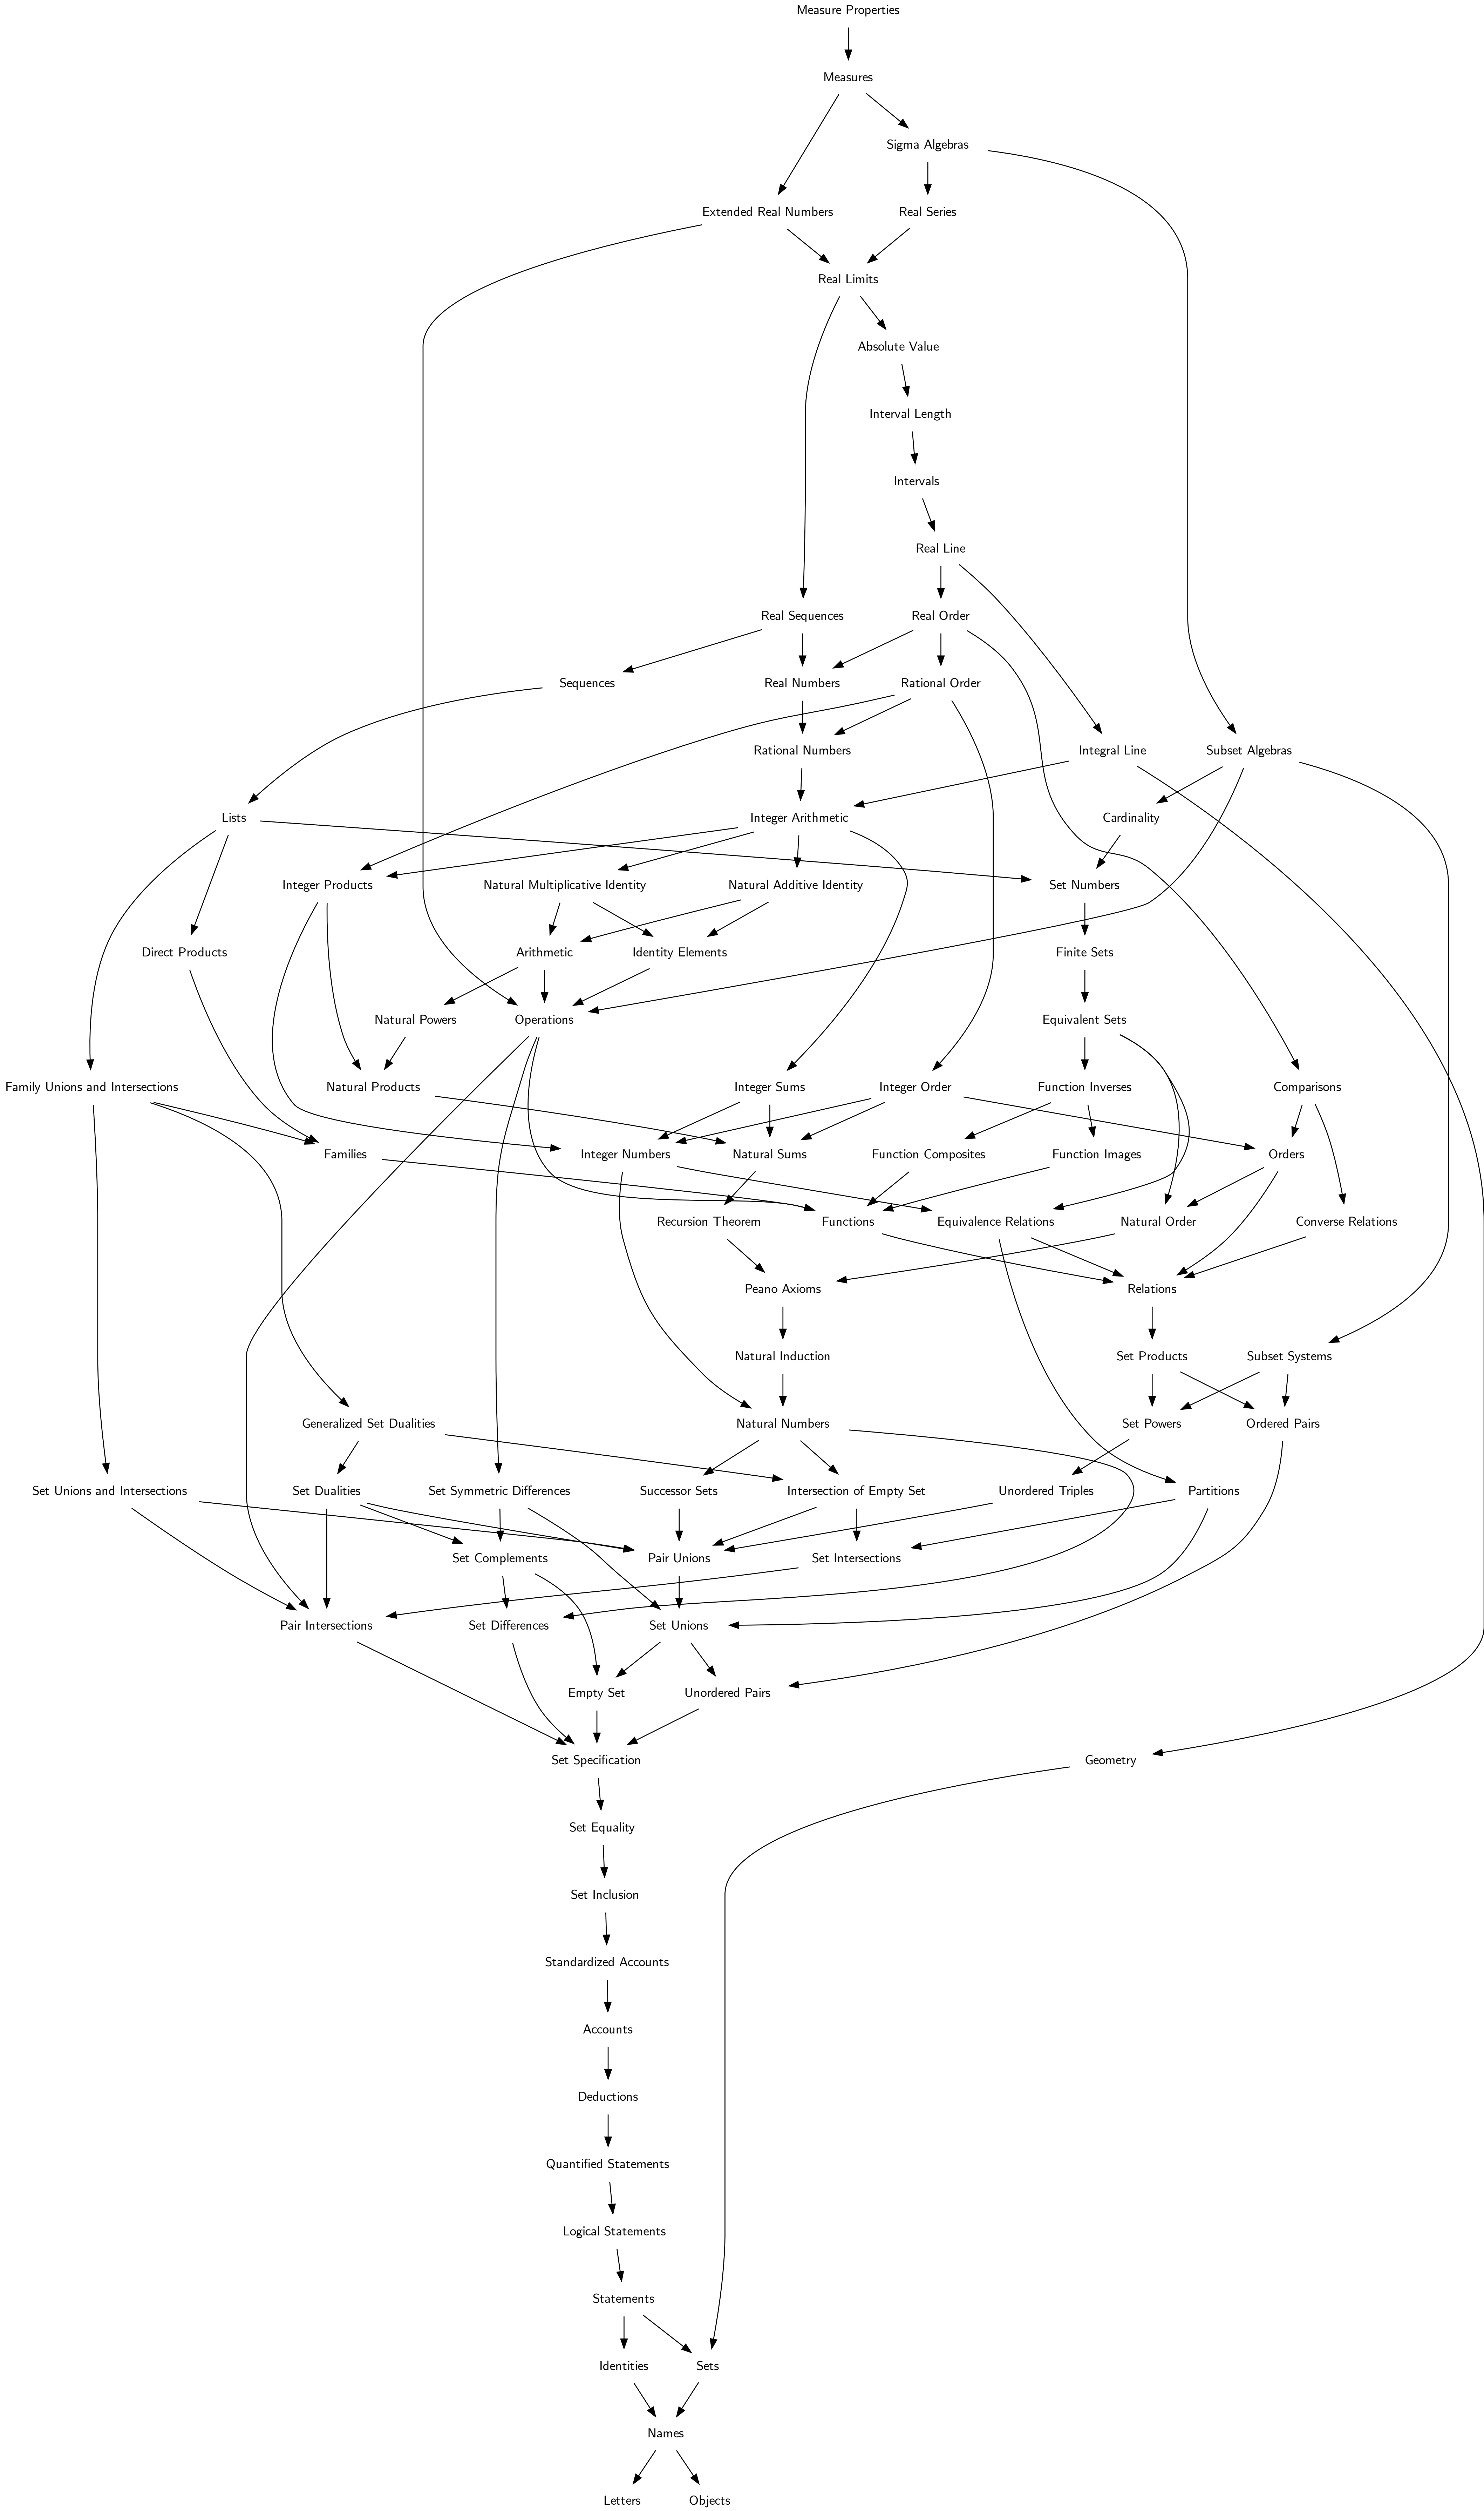 Measure Properties
Measures
Sigma Algebras
Extended Real Numbers
Real Series
Real Limits
Absolute Value
Interval Length
Intervals
Real Line
Real Sequences
Real Order
Sequences
Real Numbers
Rational Order
Rational Numbers
Integral Line
Subset Algebras
Lists
Integer Arithmetic
Cardinality
Integer Products
Natural Multiplicative Identity
Natural Additive Identity
Set Numbers
Direct Products
Arithmetic
Identity Elements
Finite Sets
Natural Powers
Operations
Equivalent Sets
Family Unions and Intersections
Natural Products
Integer Sums
Integer Order
Function Inverses
Comparisons
Families
Integer Numbers
Natural Sums
Function Composites
Function Images
Orders
Recursion Theorem
Functions
Equivalence Relations
Natural Order
Converse Relations
Peano Axioms
Relations
Natural Induction
Set Products
Subset Systems
Generalized Set Dualities
Natural Numbers
Set Powers
Ordered Pairs
Set Unions and Intersections
Set Dualities
Set Symmetric Differences
Successor Sets
Intersection of Empty Set
Unordered Triples
Partitions
Set Complements
Pair Unions
Set Intersections
Pair Intersections
Set Differences
Set Unions
Empty Set
Unordered Pairs
Set Specification
Geometry
Set Equality
Set Inclusion
Standardized Accounts
Accounts
Deductions
Quantified Statements
Logical Statements
Statements
Identities
Sets
Names
Letters
Objects